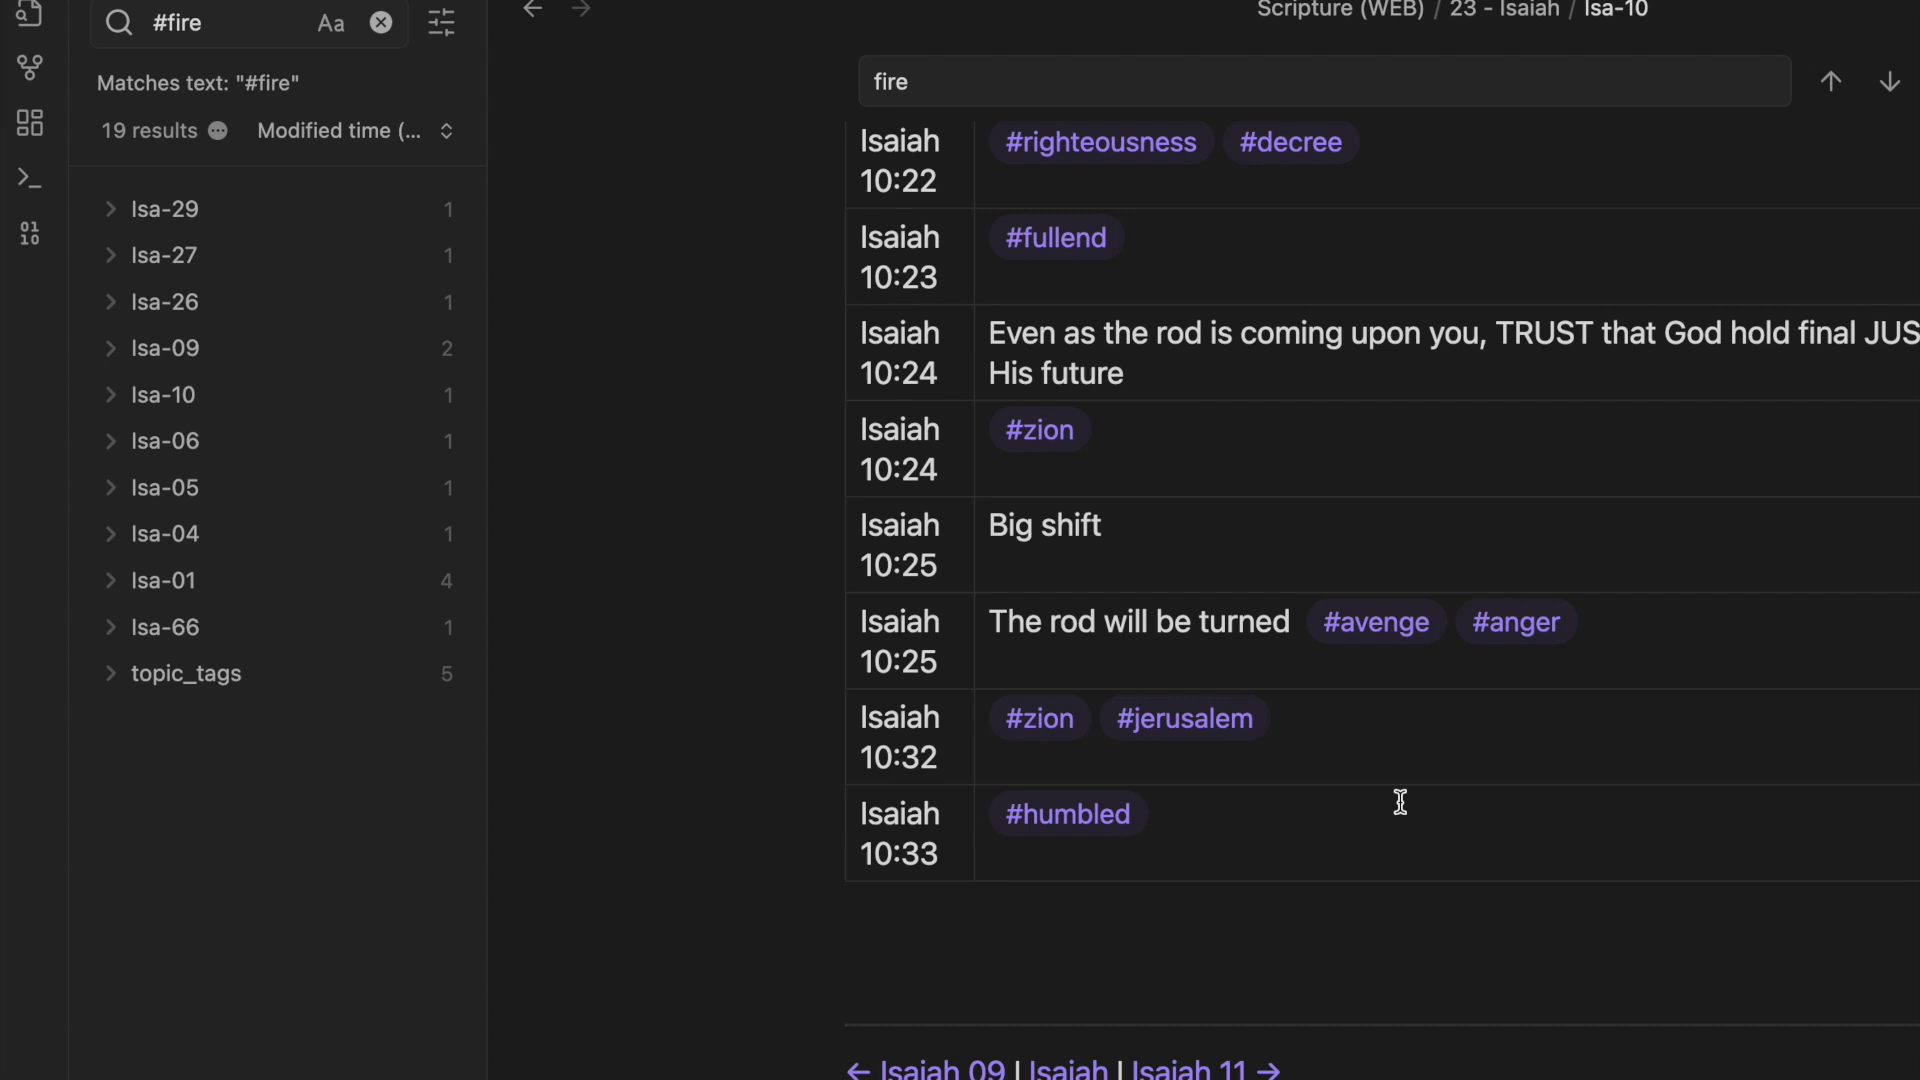 #fire Aa
Matches text: "#fire"
19 results Modified time (...
Isa-29 1
Isa-27 1
Isa-26 1
Isa-09 2
Isa-10 1
Isa-06 1
Isa-05 1
Isa-04 1
Isa-01 4
Isa-66 1
topic_tags 5
Scripture (WEB) / 23 - Isaiah / Isa-10
fire
Isaiah
10:22
#righteousness #decree
Isaiah
10:23
#fullend
Isaiah
10:24
Even as the rod is coming upon you, TRUST that God hold final JUS
His future
Isaiah
10:24
#zion
Isaiah
10:25
Big shift
Isaiah
10:25
The rod will be turned #avenge #anger
Isaiah
10:32
#zion #jerusalem
Isaiah
10:33
#humbled
← Isaiah 09 | Isaiah | Isaiah 11 →